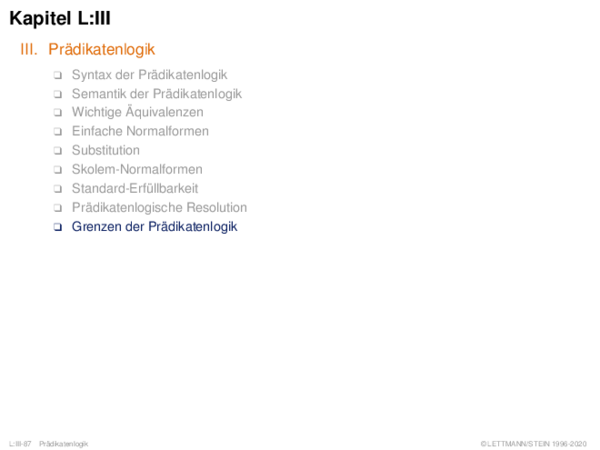 Kapitel L:III
III. Prädikatenlogik
❑ Syntax der Prädikatenlogik
❑ Semantik der Prädikatenlogik
❑ Wichtige Äquivalenzen
❑ Einfache Normalformen
❑ Substitution
❑ Skolem-Normalformen
❑ Standard-Erfüllbarkeit
❑ Prädikatenlogische Resolution
❑ Grenzen der Prädikatenlogik
L:III-87 Prädikatenlogik
©LETTMANN/STEIN 1996-2020